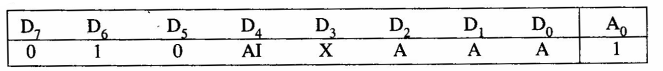 D7 D6 D5 D4 D3 D2 D1 D0 A0
0 1 0 AI X A A A 1